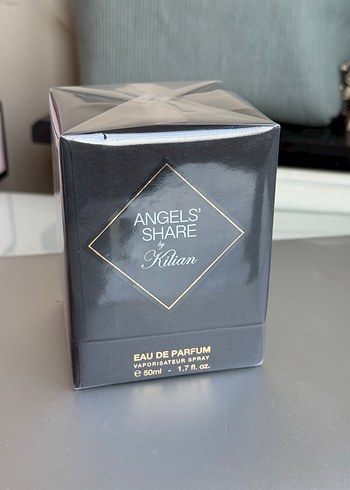 ANGELS'
SHARE
by
Kilian
EAU DE PARFUM
VAPORISATEUR SPRAY
℮ 50ml - 1.7 fl. oz.